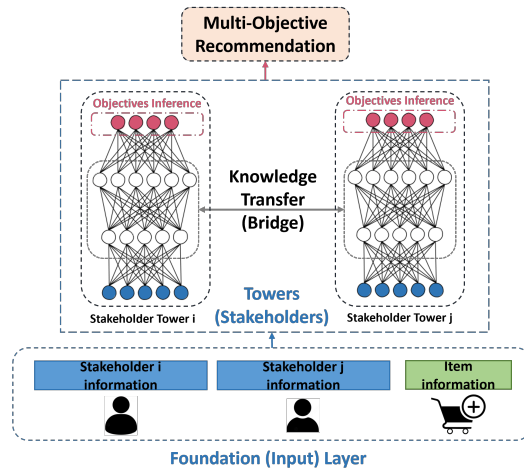 Multi-Objective
Recommendation
Objectives Inference
Objectives Inference
Knowledge
Transfer
(Bridge)
Towers
(Stakeholders)
Stakeholder Tower i
Stakeholder Tower j
Stakeholder i
information
Stakeholder j
information
Item
information
Foundation (Input) Layer